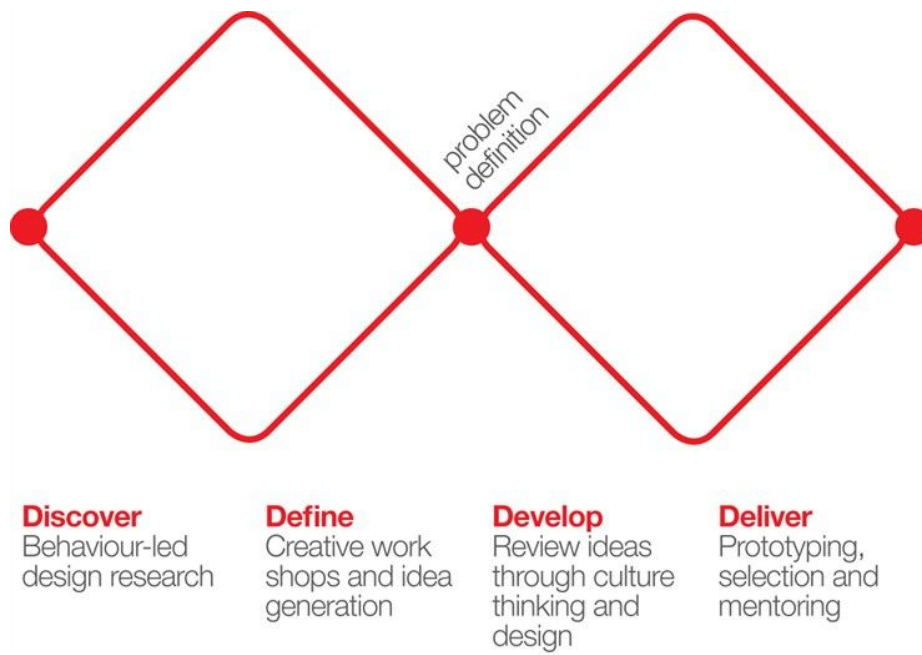 problem
definition
Discover
Behaviour-led
design research
Define
Creative work
shops and idea
generation
Develop
Review ideas
through culture
thinking and
design
Deliver
Prototyping,
selection and
mentoring